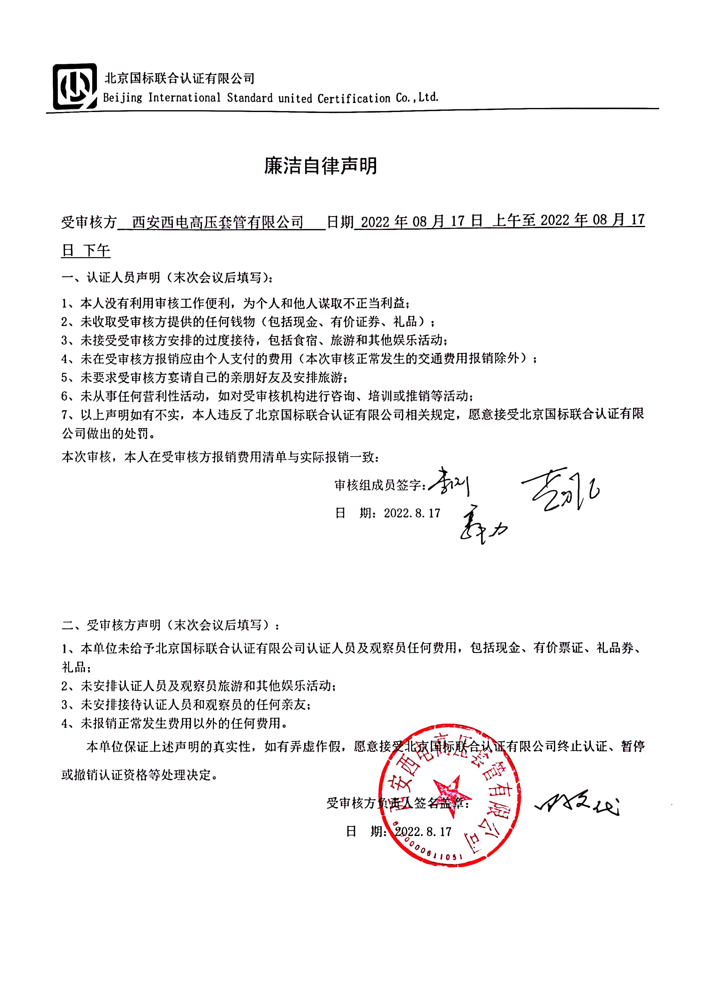 北京国标联合认证有限公司
Beijing International Standard united Certification Co.,Ltd.
廉洁自律声明
受审核方 西安西电高压套管有限公司 日期 2022 年 08 月 17 日 上午至 2022 年 08 月 17
日 下午
一、认证人员声明（末次会议后填写）：
1、本人没有利用审核工作便利，为个人和他人谋取不正当利益；
2、未收取受审核方提供的任何钱物（包括现金、有价证券、礼品）；
3、未接受受审核方安排的过度接待，包括食宿、旅游和其他娱乐活动；
4、未在受审核方报销应由个人支付的费用（本次审核正常发生的交通费用报销除外）；
5、未要求受审核方宴请自己的亲朋好友及安排旅游；
6、未从事任何营利性活动，如对受审核机构进行咨询、培训或推销等活动；
7、以上声明如有不实，本人违反了北京国标联合认证有限公司相关规定，愿意接受北京国标联合认证有限
公司做出的处罚。
本次审核，本人在受审核方报销费用清单与实际报销一致：
审核组成员签字：
日 期：2022.8.17
二、受审核方声明（末次会议后填写）：
1、本单位未给予北京国标联合认证有限公司认证人员及观察员任何费用，包括现金、有价票证、礼品券、
礼品；
2、未安排认证人员及观察员旅游和其他娱乐活动；
3、未安排接待认证人员和观察员的任何亲友；
4、未报销正常发生费用以外的任何费用。
本单位保证上述声明的真实性，如有弄虚作假，愿意接受北京国标联合认证有限公司终止认证、暂停
或撤销认证资格等处理决定。
受审核方负责人签名盖章：
日 期：2022.8.17
西安西电高压套管有限公司